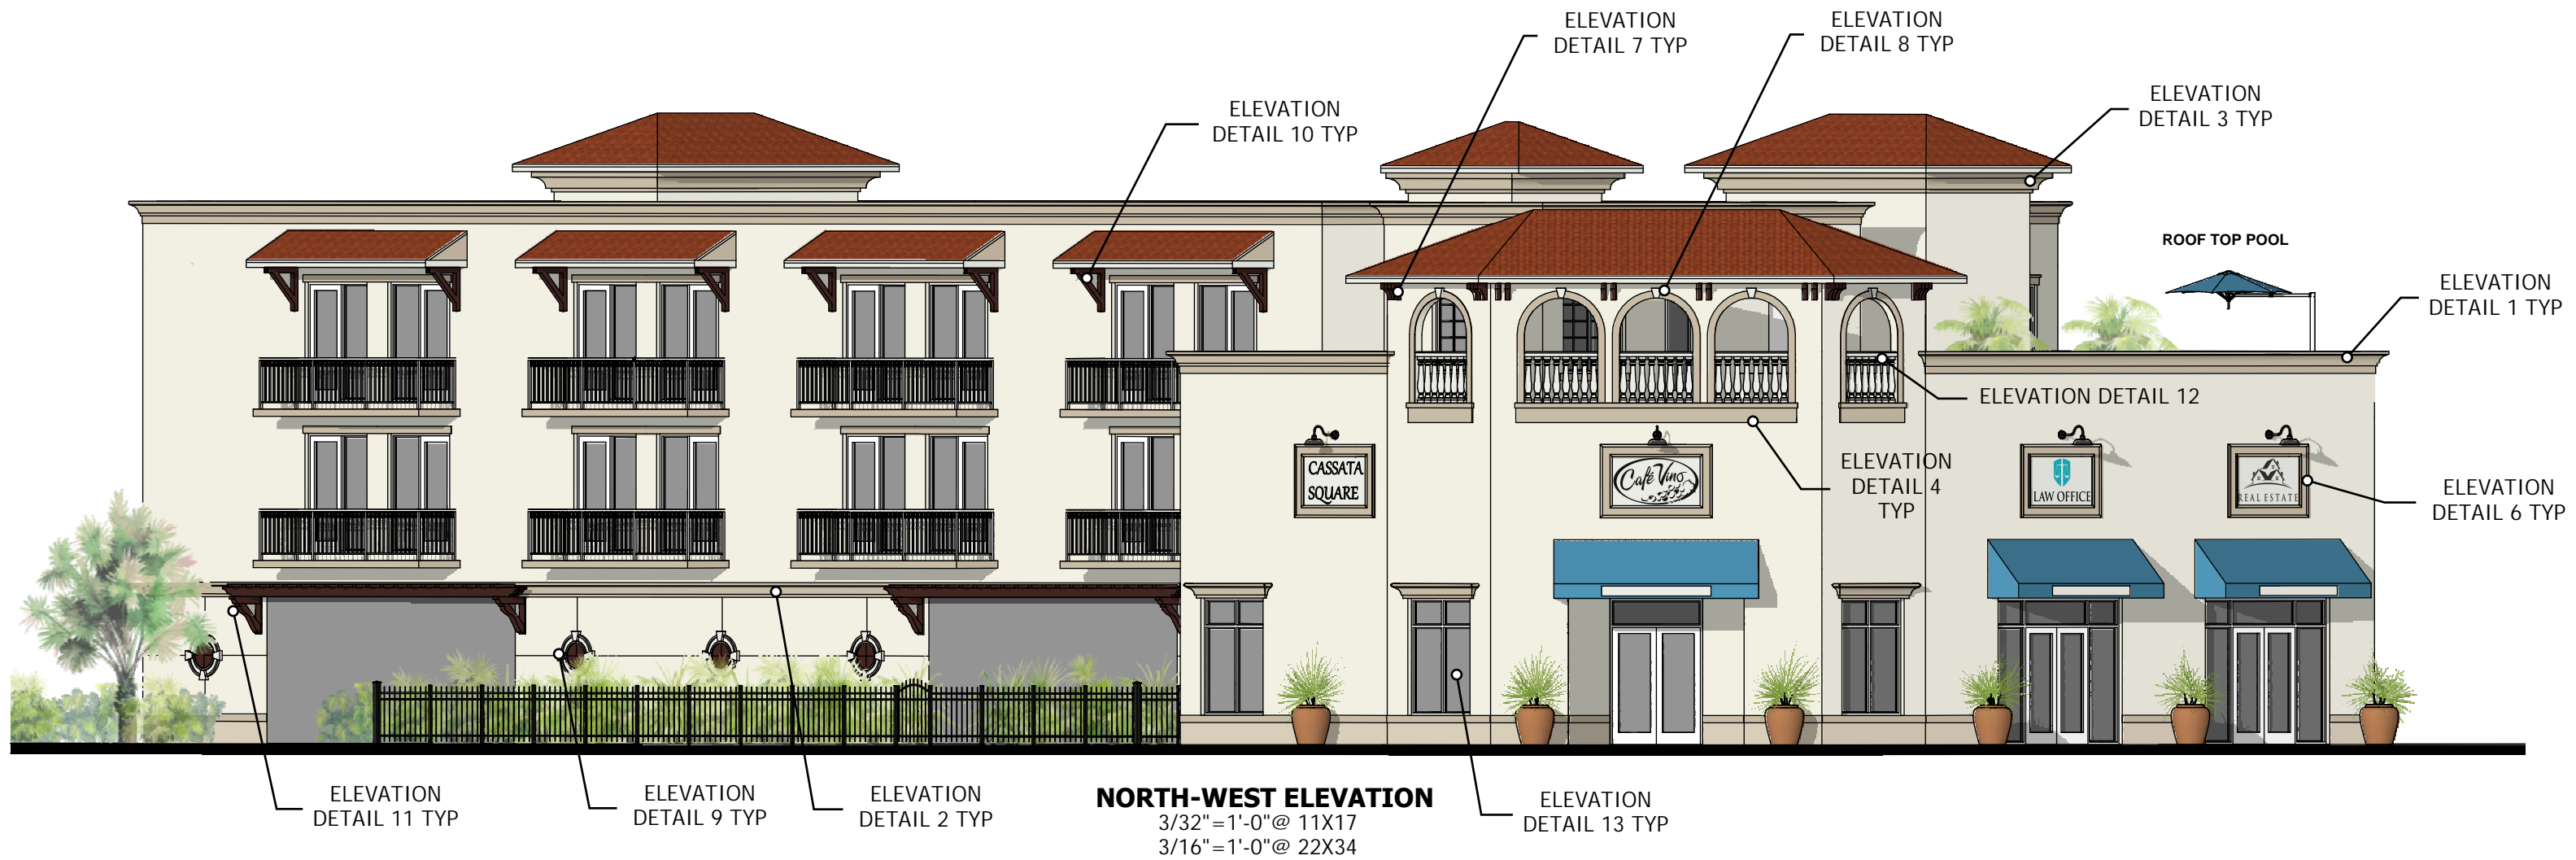 ELEVATION
DETAIL 7 TYP
ELEVATION
DETAIL 8 TYP
ELEVATION
DETAIL 10 TYP
ELEVATION
DETAIL 3 TYP
ROOF TOP POOL
ELEVATION
DETAIL 1 TYP
ELEVATION DETAIL 12
ELEVATION
DETAIL 4
TYP
CASSATA
SQUARE
Café Vino
LAW OFFICE
REAL ESTATE
ELEVATION
DETAIL 6 TYP
ELEVATION
DETAIL 11 TYP
ELEVATION
DETAIL 9 TYP
ELEVATION
DETAIL 2 TYP
NORTH-WEST ELEVATION
3/32"=1'-0"@ 11X17
3/16"=1'-0"@ 22X34
ELEVATION
DETAIL 13 TYP